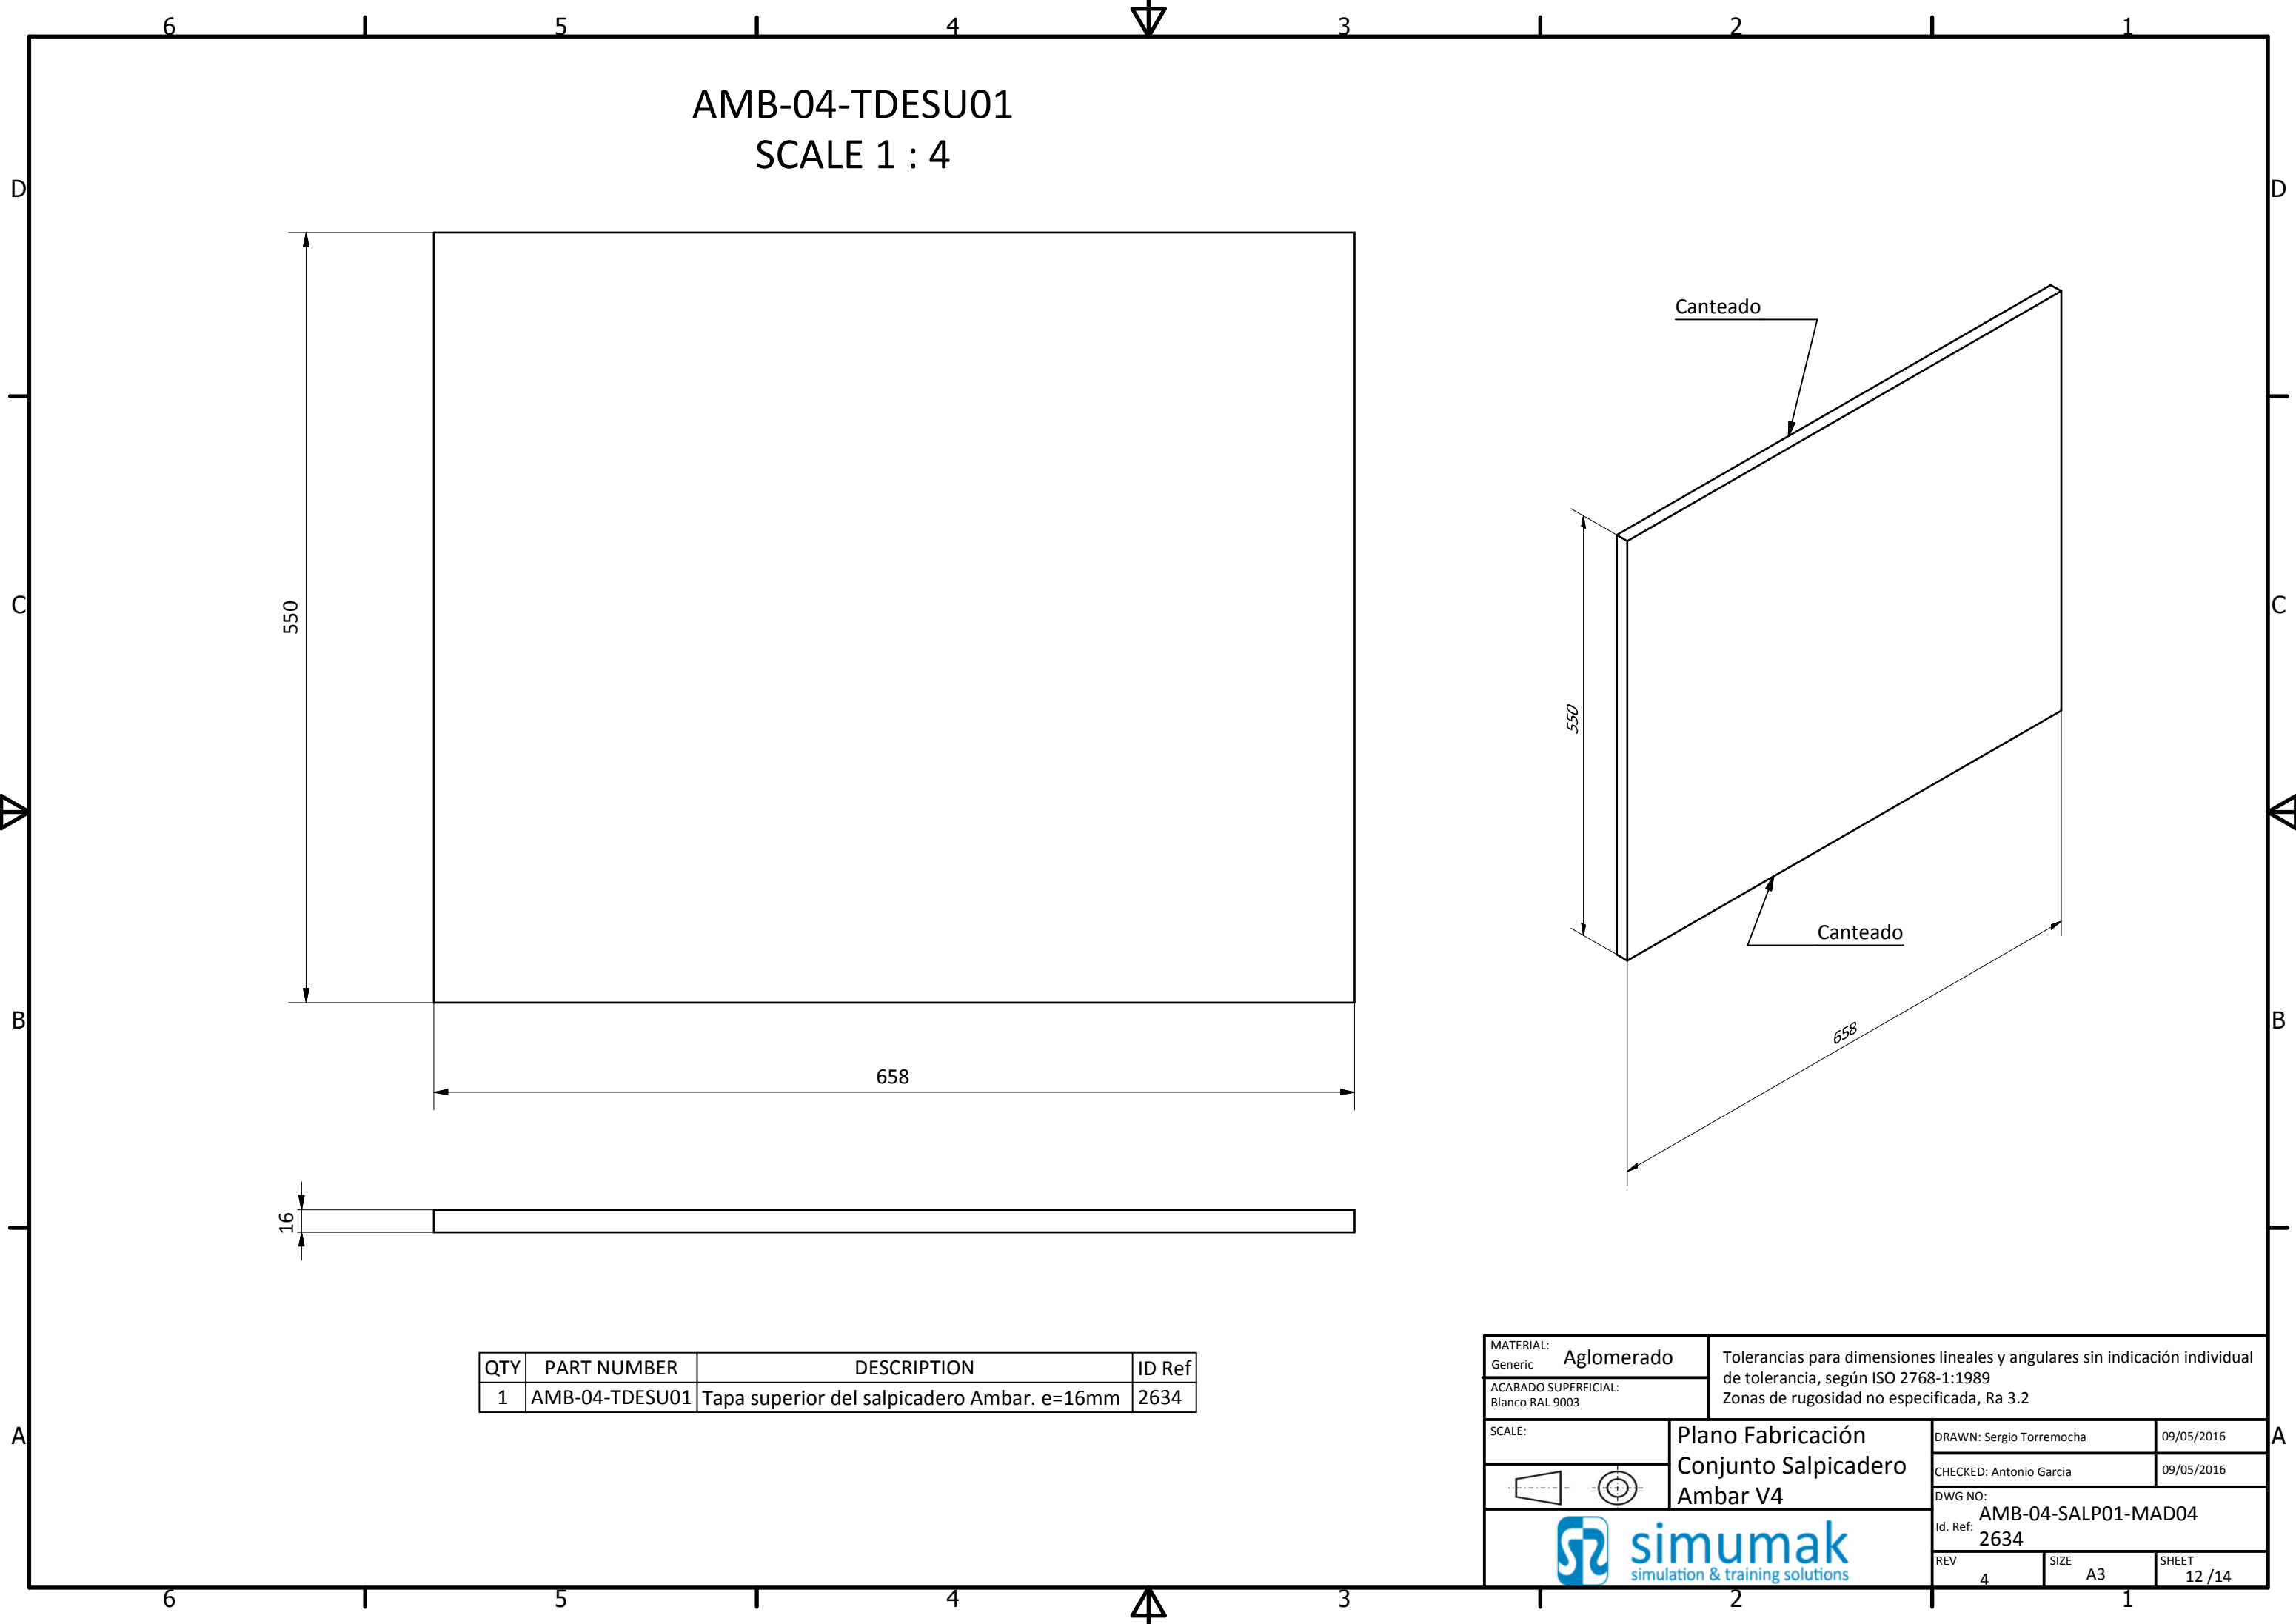 6 5 4 3 2 1
AMB-04-TDESU01
SCALE 1 : 4
D D
Canteado
550
C C
550
Canteado
B B
658
658
16
QTY PART NUMBER DESCRIPTION ID Ref
1 AMB-04-TDESU01 Tapa superior del salpicadero Ambar. e=16mm 2634
MATERIAL:
Generic Aglomerado
ACABADO SUPERFICIAL:
Blanco RAL 9003
Tolerancias para dimensiones lineales y angulares sin indicación individual
de tolerancia, según ISO 2768-1:1989
Zonas de rugosidad no especificada, Ra 3.2
A A
SCALE:
Plano Fabricación
Conjunto Salpicadero
Ambar V4
DRAWN: Sergio Torremocha 09/05/2016
CHECKED: Antonio Garcia 09/05/2016
DWG NO:
AMB-04-SALP01-MAD04
Id. Ref: 2634
simumak
simulation & training solutions
REV 4
SIZE A3
SHEET 12 /14
6 5 4 3 2 1